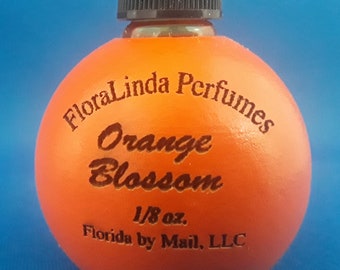 FloraLinda Perfumes
Orange
Blossom
1/8 oz.
Florida by Mail, LLC